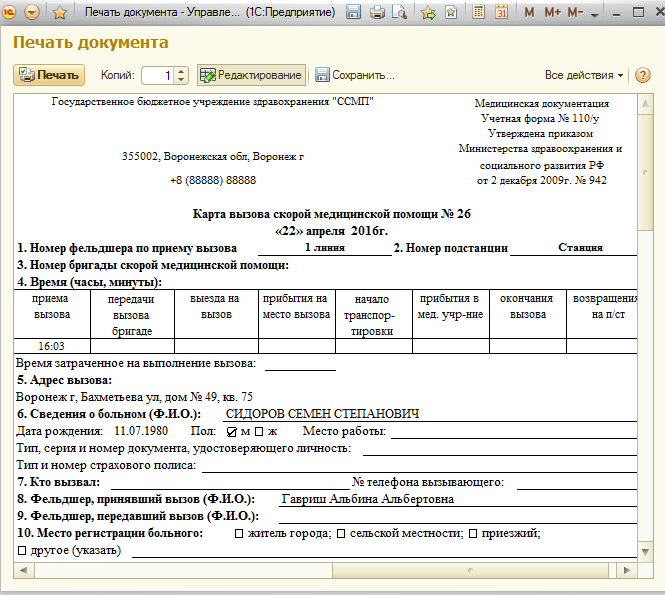 Печать документа - Управле... (1С:Предприятие) M M+ M-
Печать документа
Печать Копий: 1 Редактирование Сохранить... Все действия
Государственное бюджетное учреждение здравохранения "ССМП"
Медицинская документация
Учетная форма № 110/у
Утверждена приказом
Министерства здравоохранения и
социального развития РФ
от 2 декабря 2009г. № 942
355002, Воронежская обл, Воронеж г
+8 (88888) 88888
Карта вызова скорой медицинской помощи № 26
«22» апреля 2016г.
1. Номер фельдшера по приему вызова 1 линия 2. Номер подстанции Станция
3. Номер бригады скорой медицинской помощи:
4. Время (часы, минуты):
приема вызова
передачи вызова бригаде
выезда на вызов
прибытия на место вызова
начало транспор-тировки
прибытия в мед. учр-ние
окончания вызова
возвращения на п/ст
16:03
Время затраченное на выполнение вызова:
5. Адрес вызова:
Воронеж г, Бахметьева ул, дом № 49, кв. 75
6. Сведения о больном (Ф.И.О.): СИДОРОВ СЕМЕН СТЕПАНОВИЧ
Дата рождения: 11.07.1980 Пол: м ж Место работы:
Тип, серия и номер документа, удостоверяющего личность:
Тип и номер страхового полиса:
7. Кто вызвал: № телефона вызывающего:
8. Фельдшер, принявший вызов (Ф.И.О.): Гавриш Альбина Альбертовна
9. Фельдшер, передавший вызов (Ф.И.О.):
10. Место регистрации больного: житель города; сельской местности; приезжий;
другое (указать)